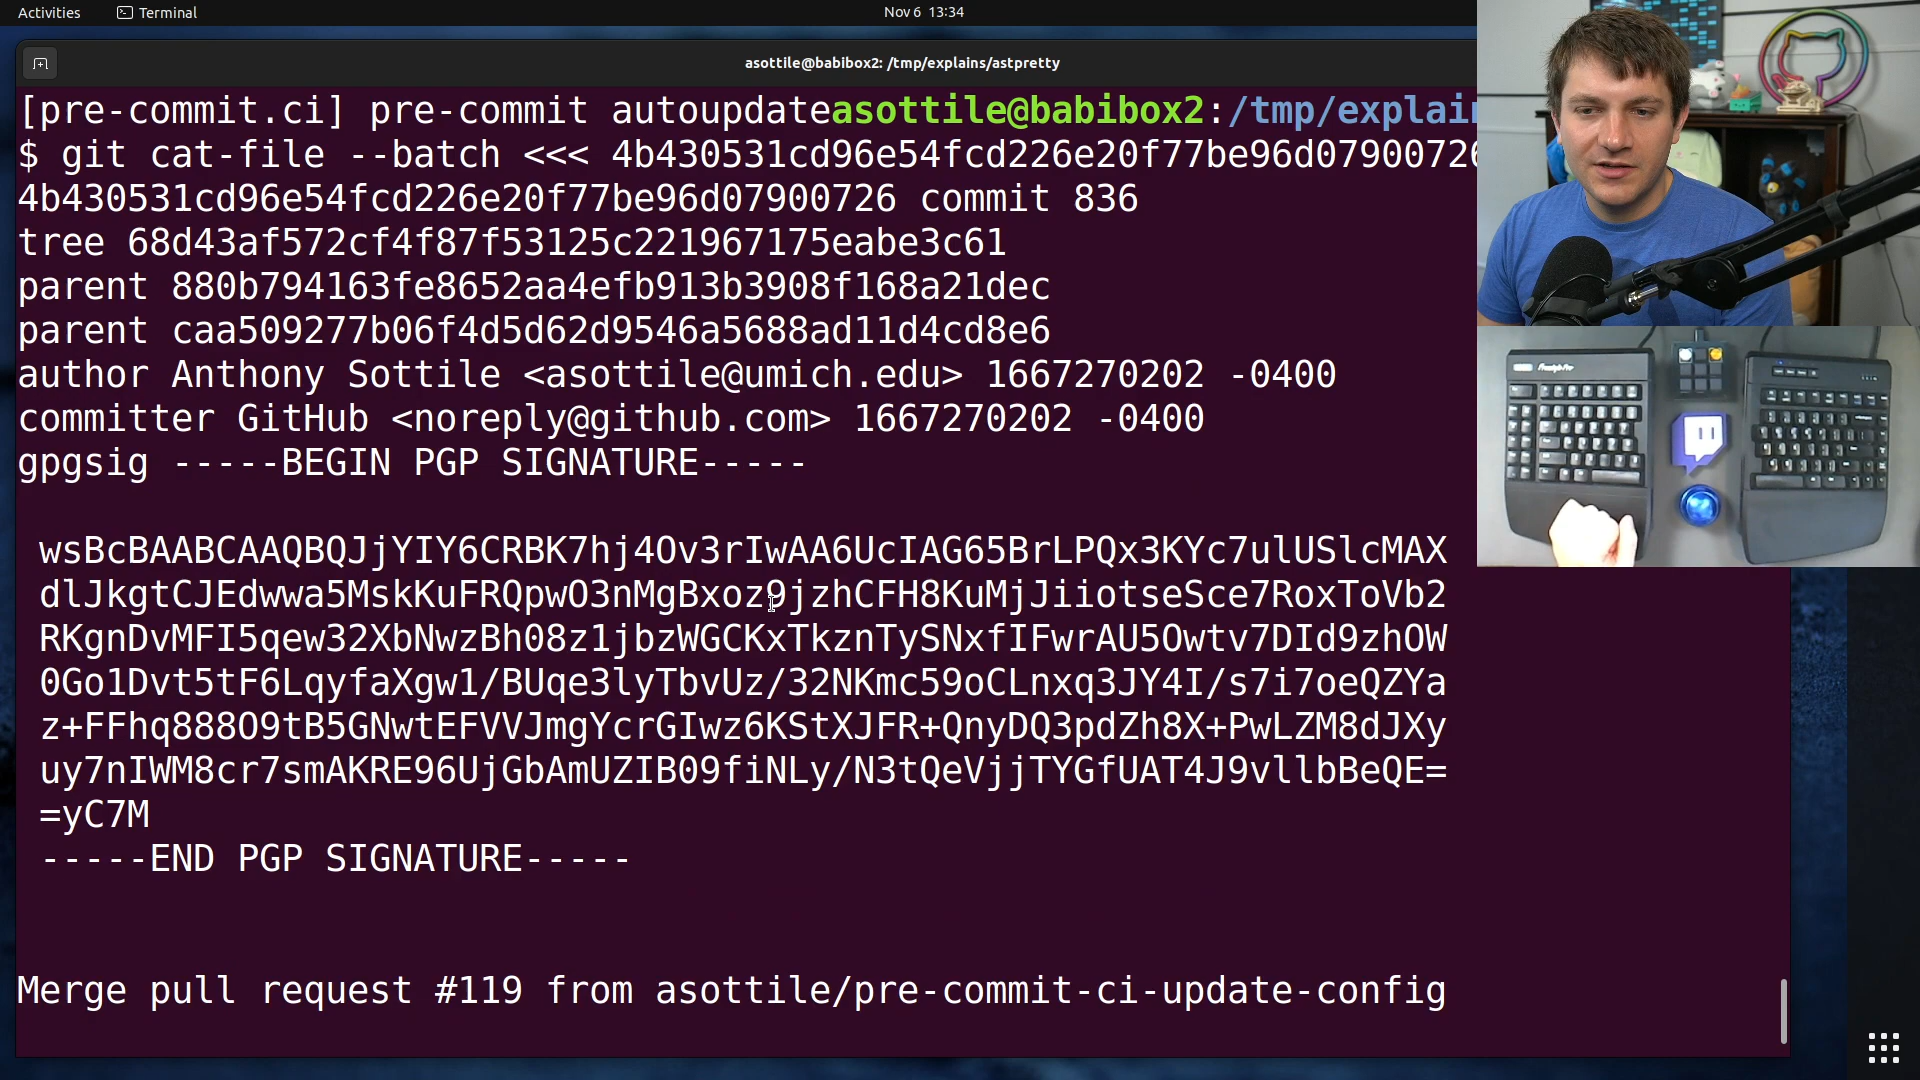 Activities
Terminal
Nov 6 13:34
asottile@babibox2: /tmp/explains/astpretty
[pre-commit.ci] pre-commit autoupdateasottile@babibox2:/tmp/explai
$ git cat-file --batch <<< 4b430531cd96e54fcd226e20f77be96d07900726
4b430531cd96e54fcd226e20f77be96d07900726 commit 836
tree 68d43af572cf4f87f53125c221967175eabe3c61
parent 880b794163fe8652aa4efb913b3908f168a21dec
parent caa509277b06f4d5d62d9546a5688ad11d4cd8e6
author Anthony Sottile <asottile@umich.edu> 1667270202 -0400
committer GitHub <noreply@github.com> 1667270202 -0400
gpgsig -----BEGIN PGP SIGNATURE-----
wsBcBAABCAAQBQJjYIY6CRBK7hj4Ov3rIwAA6UcIAG65BrLPQx3KYc7ulUSlcMAX
dlJkgtCJEdwwa5MskKuFRQpwO3nMgBxoz9jzhCFH8KuMjJiiotseSce7RoxToVb2
RKgnDvMFI5qew32XbNwzBh08z1jbzWGCKxTkznTySNxfIFwrAU5Owtv7DId9zhOW
0Go1Dvt5tF6LqyfaXgw1/BUqe3lyTbvUz/32NKmc59oCLnxq3JY4I/s7i7oeQZYa
z+FFhq888O9tB5GNwtEFVVJmgYcrGIwz6KStXJFR+QnyDQ3pdZh8X+PwLZM8dJXy
uy7nIWM8cr7smAKRE96UjGbAmUZIB09fiNLy/N3tQeVjjTYGfUAT4J9vllbBeQE=
=yC7M
-----END PGP SIGNATURE-----
Merge pull request #119 from asottile/pre-commit-ci-update-config